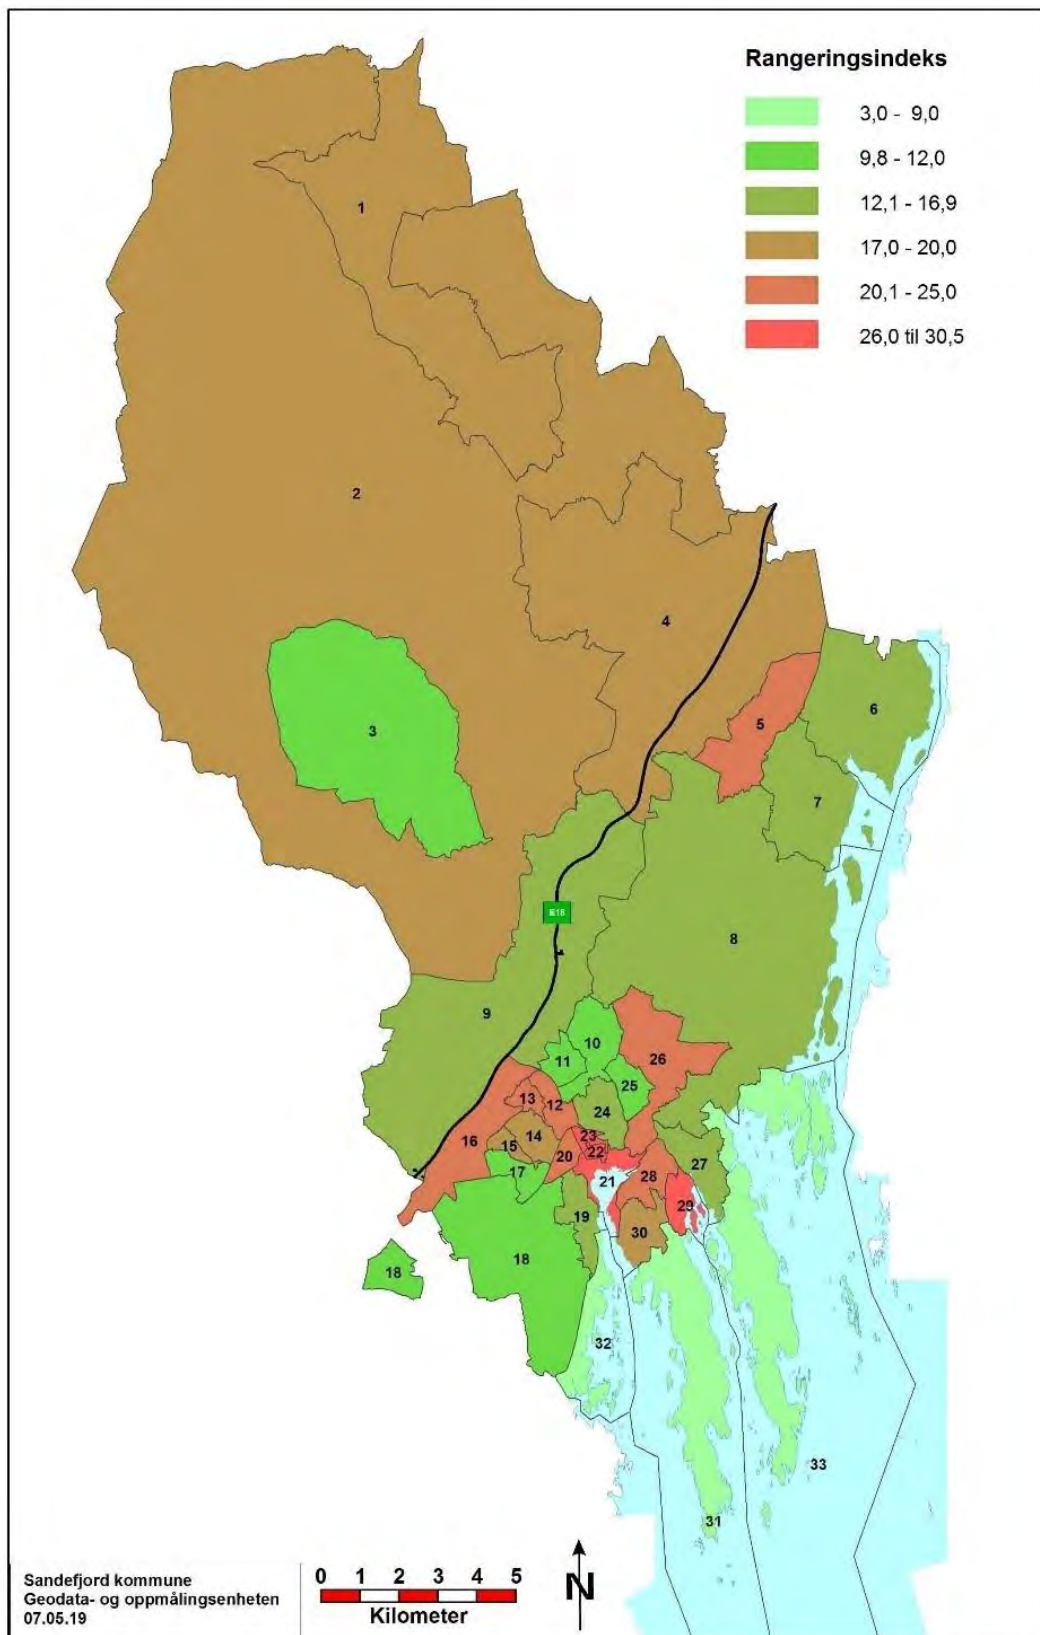 Rangeringsindeks
3,0 - 9,0
9,8 - 12,0
12,1 - 16,9
17,0 - 20,0
20,1 - 25,0
26,0 til 30,5
1
2
3
4
5
6
7
8
E18
9
10
11
26
25
13
12
24
16
15
14
23
22
20
17
21
28
27
19
29
30
18
18
32
33
31
0 1 2 3 4 5
Kilometer
N
Sandefjord kommune
Geodata- og oppmålingsenheten
07.05.19